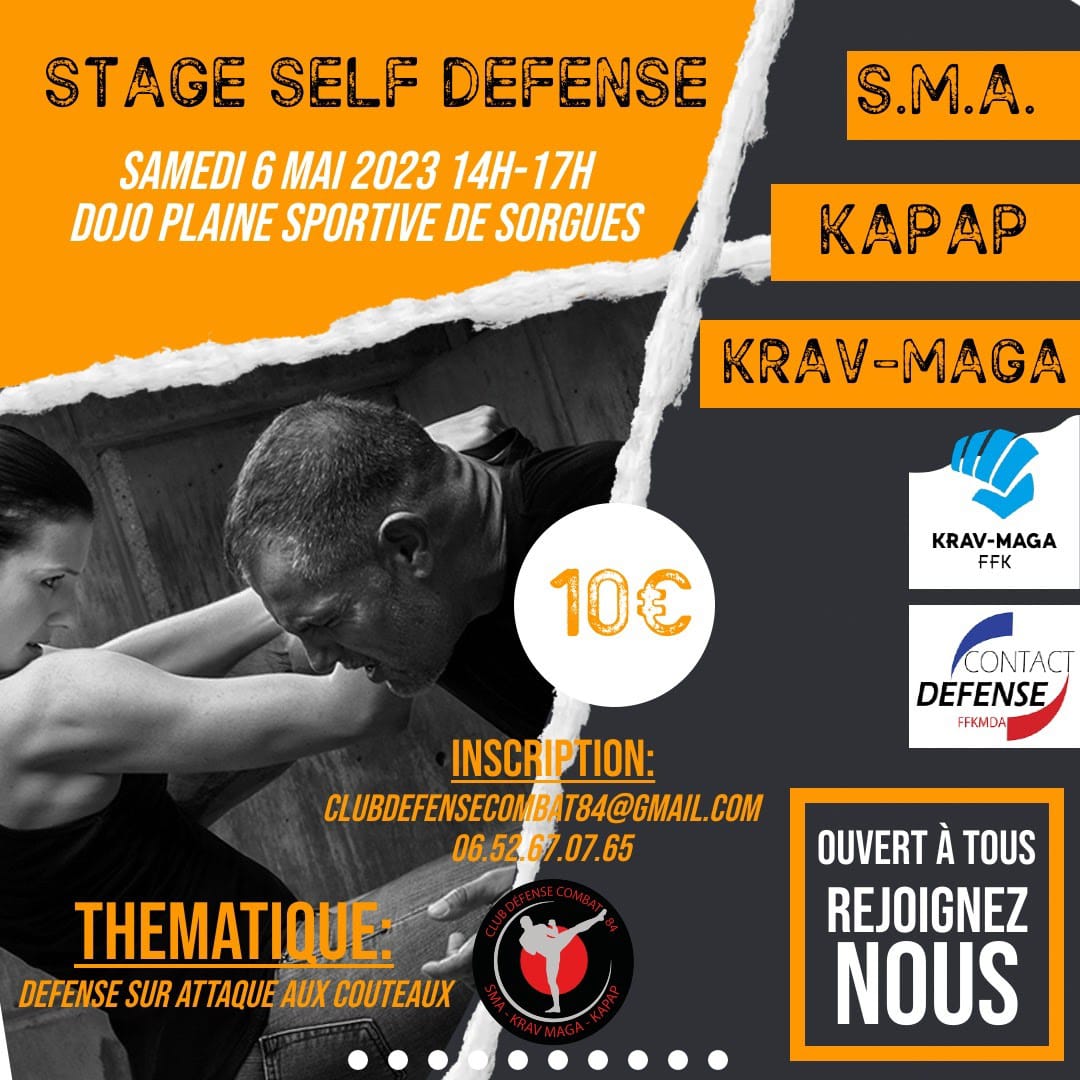 STAGE SELF DEFENSE
SAMEDI 6 MAI 2023 14H-17H
DOJO PLAINE SPORTIVE DE SORGUES
S.M.A.
KAPAP
KRAV-MAGA
KRAV-MAGA
FFK
10€
CONTACT
DEFENSE
FFKMDA
INSCRIPTION:
CLUBDEFENSECOMBAT84@GMAIL.COM
06.52.67.07.65
OUVERT À TOUS
REJOIGNEZ
NOUS
THEMATIQUE:
DEFENSE SUR ATTAQUE AUX COUTEAUX
CLUB DÉFENSE COMBAT 84
SMA - KRAV MAGA - KAPAP